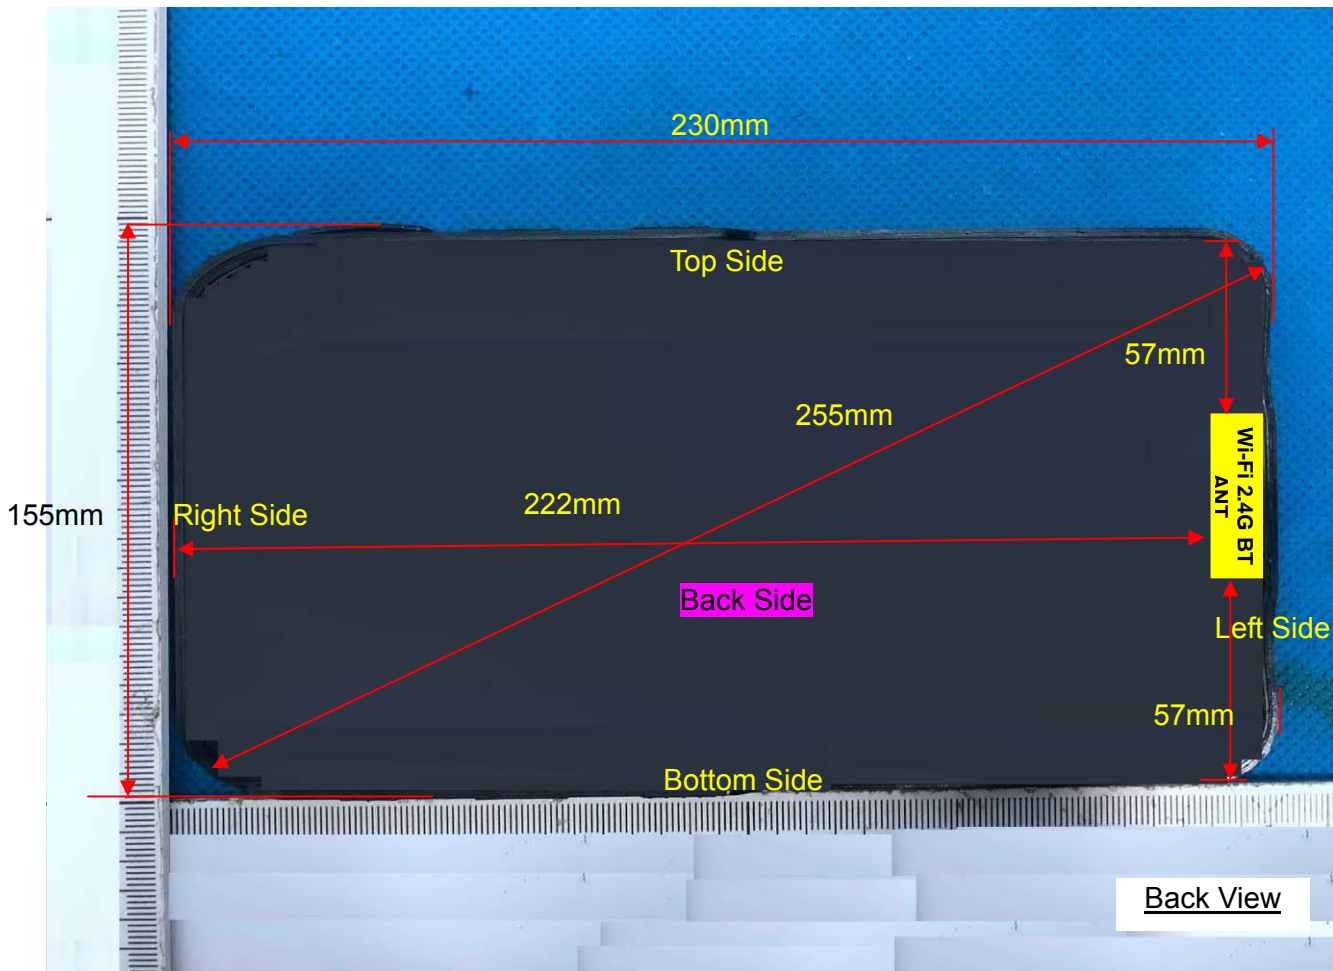 230mm
Top Side
57mm
255mm
Wi-Fi 2.4G BT
ANT
222mm
155mm
Right Side
Back Side
Left Side
57mm
Bottom Side
Back View